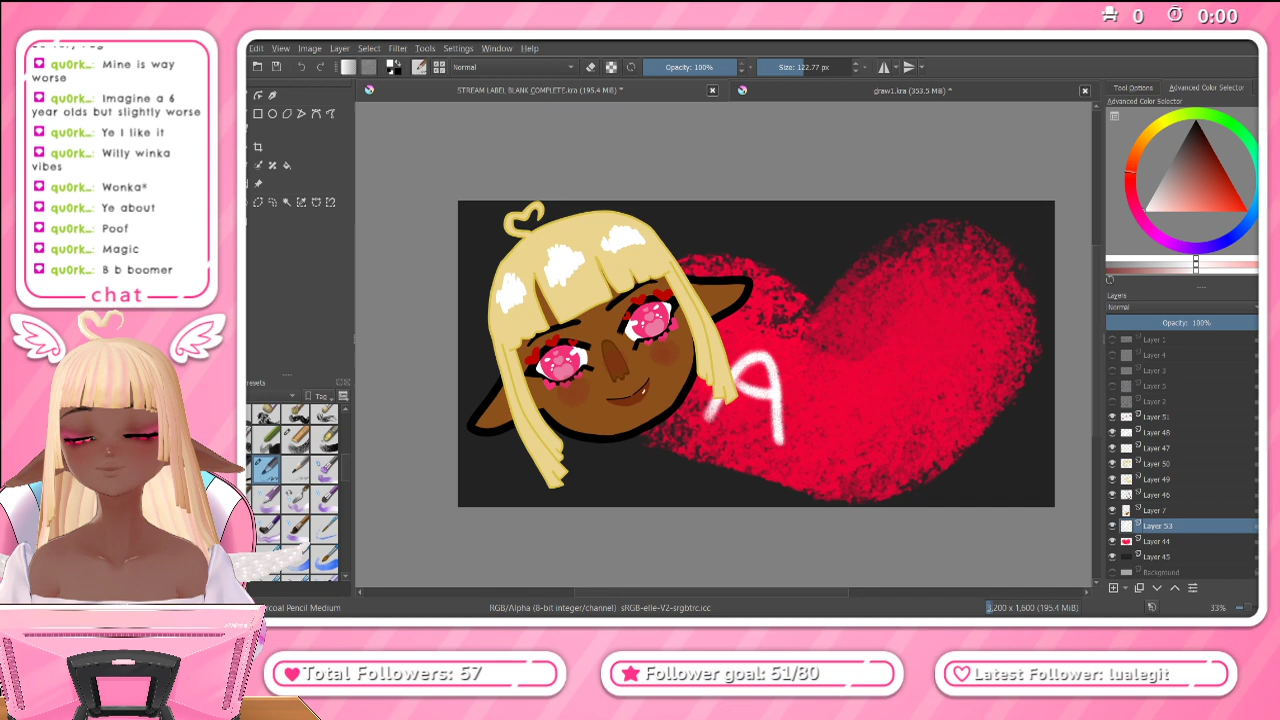 0 0:00
qu0rk_: Mine is way
worse
qu0rk_: Imagine a 6
year olds but slightly worse
qu0rk_: Ye I like it
qu0rk_: Willy winka
vibes
qu0rk_: Wonka*
qu0rk_: Ye about
qu0rk_: Poof
qu0rk_: Magic
qu0rk_: B b boomer
chat
Edit View Image Layer Select Filter Tools Settings Window Help
Normal Opacity: 100% Size: 122.77 px
STREAM LABEL BLANK COMPLETE.kra (195.4 MiB) * draw1.kra (353.5 MiB) *
Tool Options Advanced Color Selector
Advanced Color Selector
A
Layers
Normal
Opacity: 100%
Layer 1
Layer 4
Layer 3
Layer 5
Layer 2
Layer 51
Layer 48
Layer 47
Layer 50
Layer 49
Layer 46
Layer 7
Layer 53
Layer 44
Layer 45
Background
esets
Tag
rcoal Pencil Medium RGB/Alpha (8-bit integer/channel) sRGB-elle-V2-srgbtrc.icc 3,200 x 1,600 (195.4 MiB) 33%
Total Followers: 57
Follower goal: 51/80
Latest Follower: lualegit